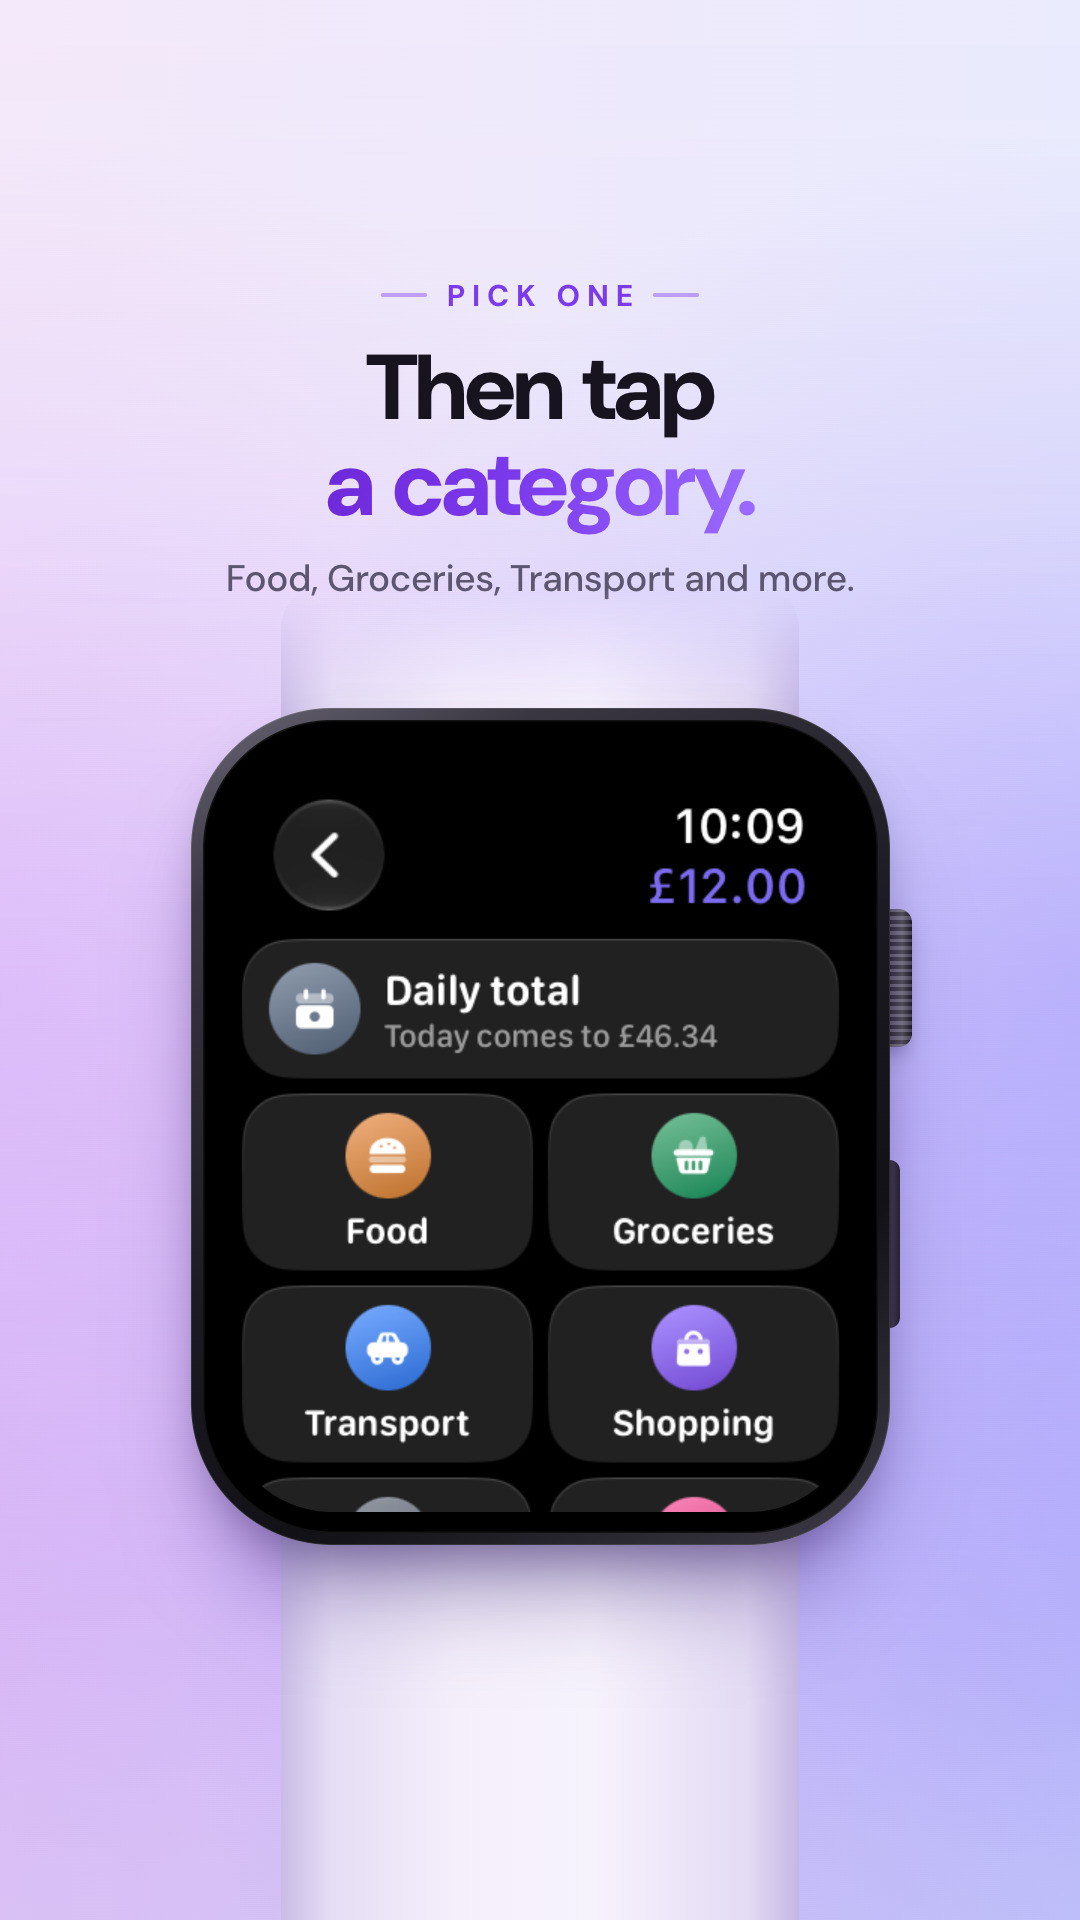 PICK ONE
Then tap
a category.
Food, Groceries, Transport and more.
10:09
£12.00
Daily total
Today comes to £46.34
Food
Groceries
Transport
Shopping